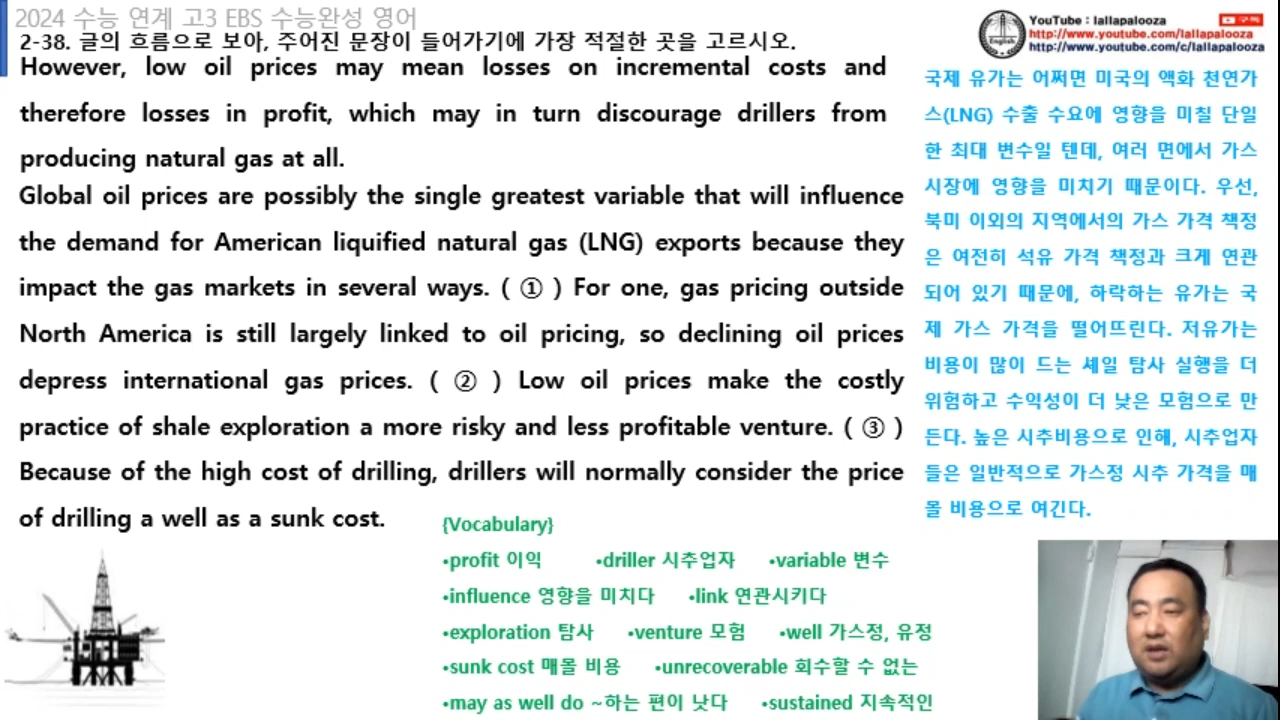 2024 수능 연계 고3 EBS 수능완성 영어
2-38. 글의 흐름으로 보아, 주어진 문장이 들어가기에 가장 적절한 곳을 고르시오.
However, low oil prices may mean losses on incremental costs and
therefore losses in profit, which may in turn discourage drillers from
producing natural gas at all.
Global oil prices are possibly the single greatest variable that will influence
the demand for American liquified natural gas (LNG) exports because they
impact the gas markets in several ways. ( ① ) For one, gas pricing outside
North America is still largely linked to oil pricing, so declining oil prices
depress international gas prices. ( ② ) Low oil prices make the costly
practice of shale exploration a more risky and less profitable venture. ( ③ )
Because of the high cost of drilling, drillers will normally consider the price
of drilling a well as a sunk cost.
{Vocabulary}
•profit 이익 •driller 시추업자 •variable 변수
•influence 영향을 미치다 •link 연관시키다
•exploration 탐사 •venture 모험 •well 가스정, 유정
•sunk cost 매몰 비용 •unrecoverable 회수할 수 없는
•may as well do ~하는 편이 낫다 •sustained 지속적인
English
YouTube : lallapalooza
구독
http://www.youtube.com/lallapalooza
http://www.youtube.com/c/lallapalooza
국제 유가는 어쩌면 미국의 액화 천연가
스(LNG) 수출 수요에 영향을 미칠 단일
한 최대 변수일 텐데, 여러 면에서 가스
시장에 영향을 미치기 때문이다. 우선,
북미 이외의 지역에서의 가스 가격 책정
은 여전히 석유 가격 책정과 크게 연관
되어 있기 때문에, 하락하는 유가는 국
제 가스 가격을 떨어뜨린다. 저유가는
비용이 많이 드는 셰일 탐사 실행을 더
위험하고 수익성이 더 낮은 모험으로 만
든다. 높은 시추비용으로 인해, 시추업자
들은 일반적으로 가스정 시추 가격을 매
몰 비용으로 여긴다.